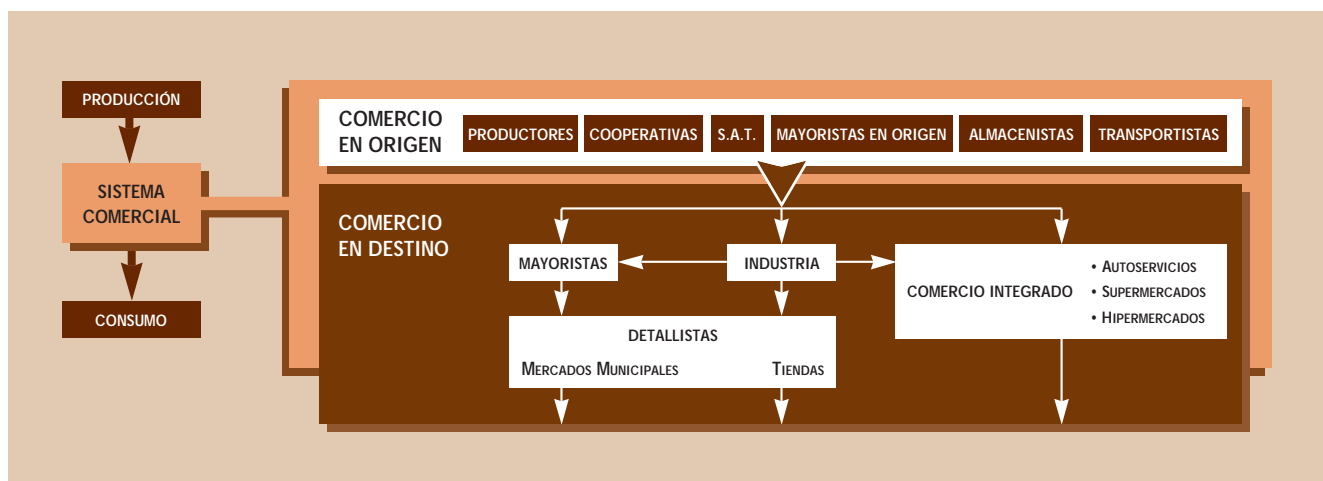 PRODUCCIÓN
SISTEMA
COMERCIAL
CONSUMO
COMERCIO
EN ORIGEN
PRODUCTORES
COOPERATIVAS
S.A.T.
MAYORISTAS EN ORIGEN
ALMACENISTAS
TRANSPORTISTAS
COMERCIO
EN DESTINO
MAYORISTAS
INDUSTRIA
COMERCIO INTEGRADO
• AUTOSERVICIOS
• SUPERMERCADOS
• HIPERMERCADOS
DETALLISTAS
MERCADOS MUNICIPALES
TIENDAS